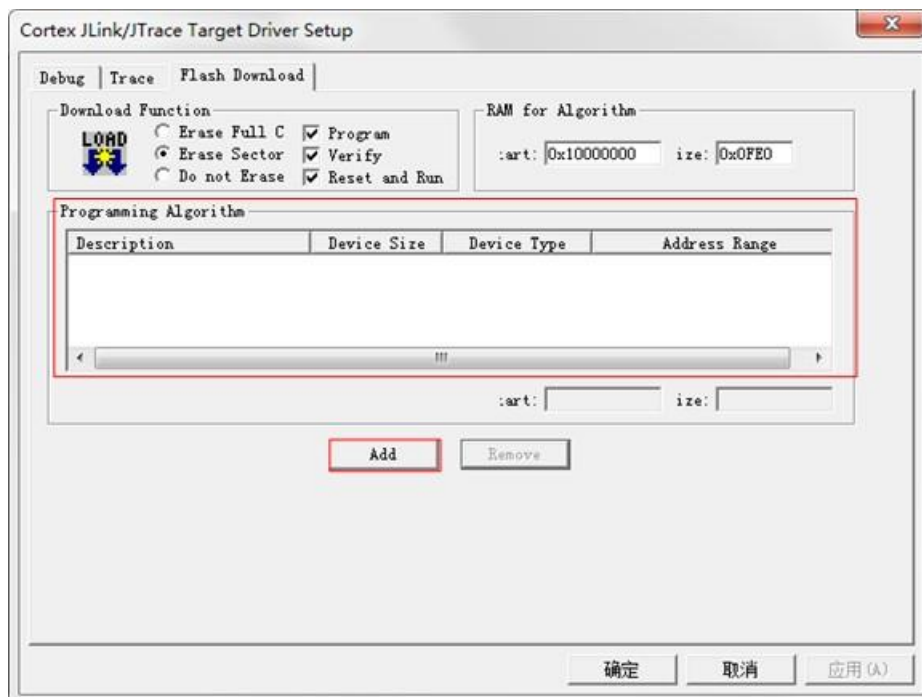 Cortex JLink/JTrace Target Driver Setup
Debug Trace Flash Download
Download Function
LOAD
Erase Full C
Erase Sector
Do not Erase
Program
Verify
Reset and Run
RAM for Algorithm
:art: 0x10000000 ize: 0x0FE0
Programming Algorithm
Description Device Size Device Type Address Range
:art: ize:
Add Remove
确定 取消 应用(A)